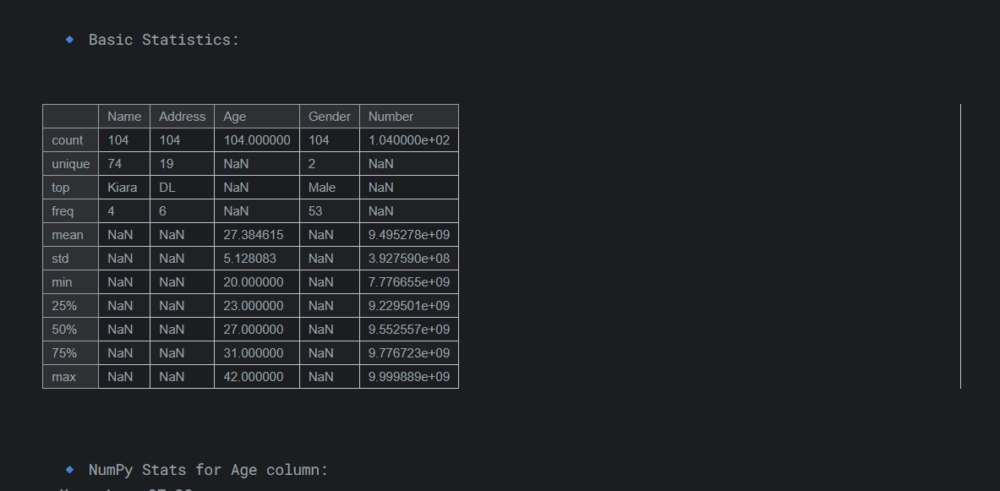 Basic Statistics:
Name Address Age Gender Number
count 104 104 104.000000 104 1.040000e+02
unique 74 19 NaN 2 NaN
top Kiara DL NaN Male NaN
freq 4 6 NaN 53 NaN
mean NaN NaN 27.384615 NaN 9.495278e+09
std NaN NaN 5.128083 NaN 3.927590e+08
min NaN NaN 20.000000 NaN 7.776655e+09
25% NaN NaN 23.000000 NaN 9.229501e+09
50% NaN NaN 27.000000 NaN 9.552557e+09
75% NaN NaN 31.000000 NaN 9.776723e+09
max NaN NaN 42.000000 NaN 9.999889e+09
NumPy Stats for Age column: